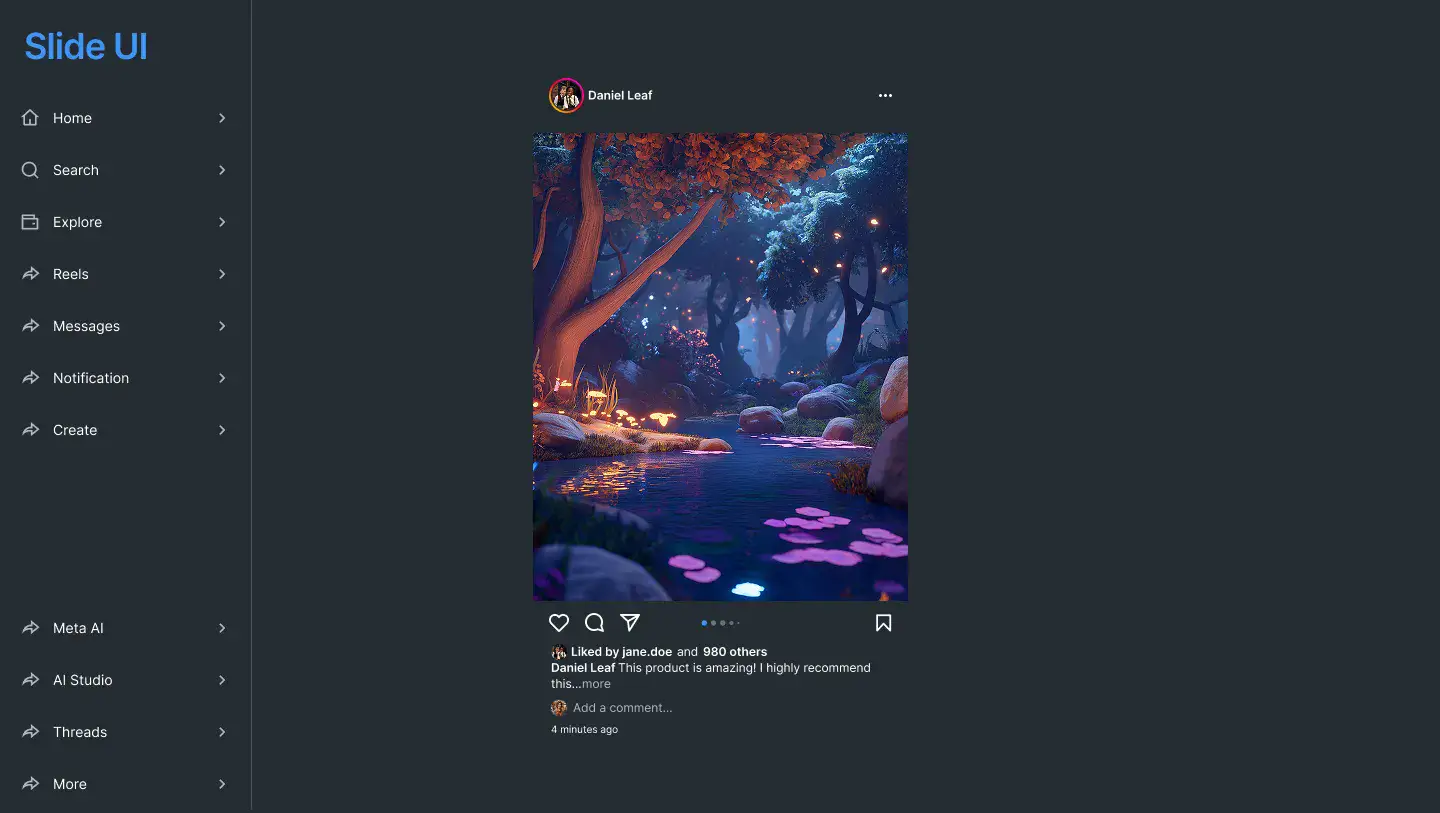 Slide UI
Home
Search
Explore
Reels
Messages
Notification
Create
Meta AI
AI Studio
Threads
More
Daniel Leaf
Liked by jane.doe and 980 others
Daniel Leaf This product is amazing! I highly recommend
this...more
Add a comment...
4 minutes ago